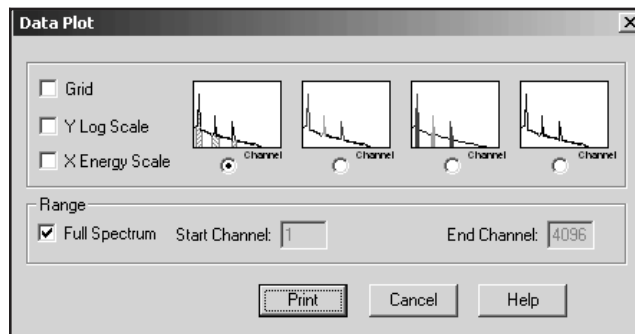 Data Plot
Grid
Y Log Scale
X Energy Scale
Channel Channel Channel Channel
Range
Full Spectrum Start Channel: 1 End Channel: 4096
Print Cancel Help